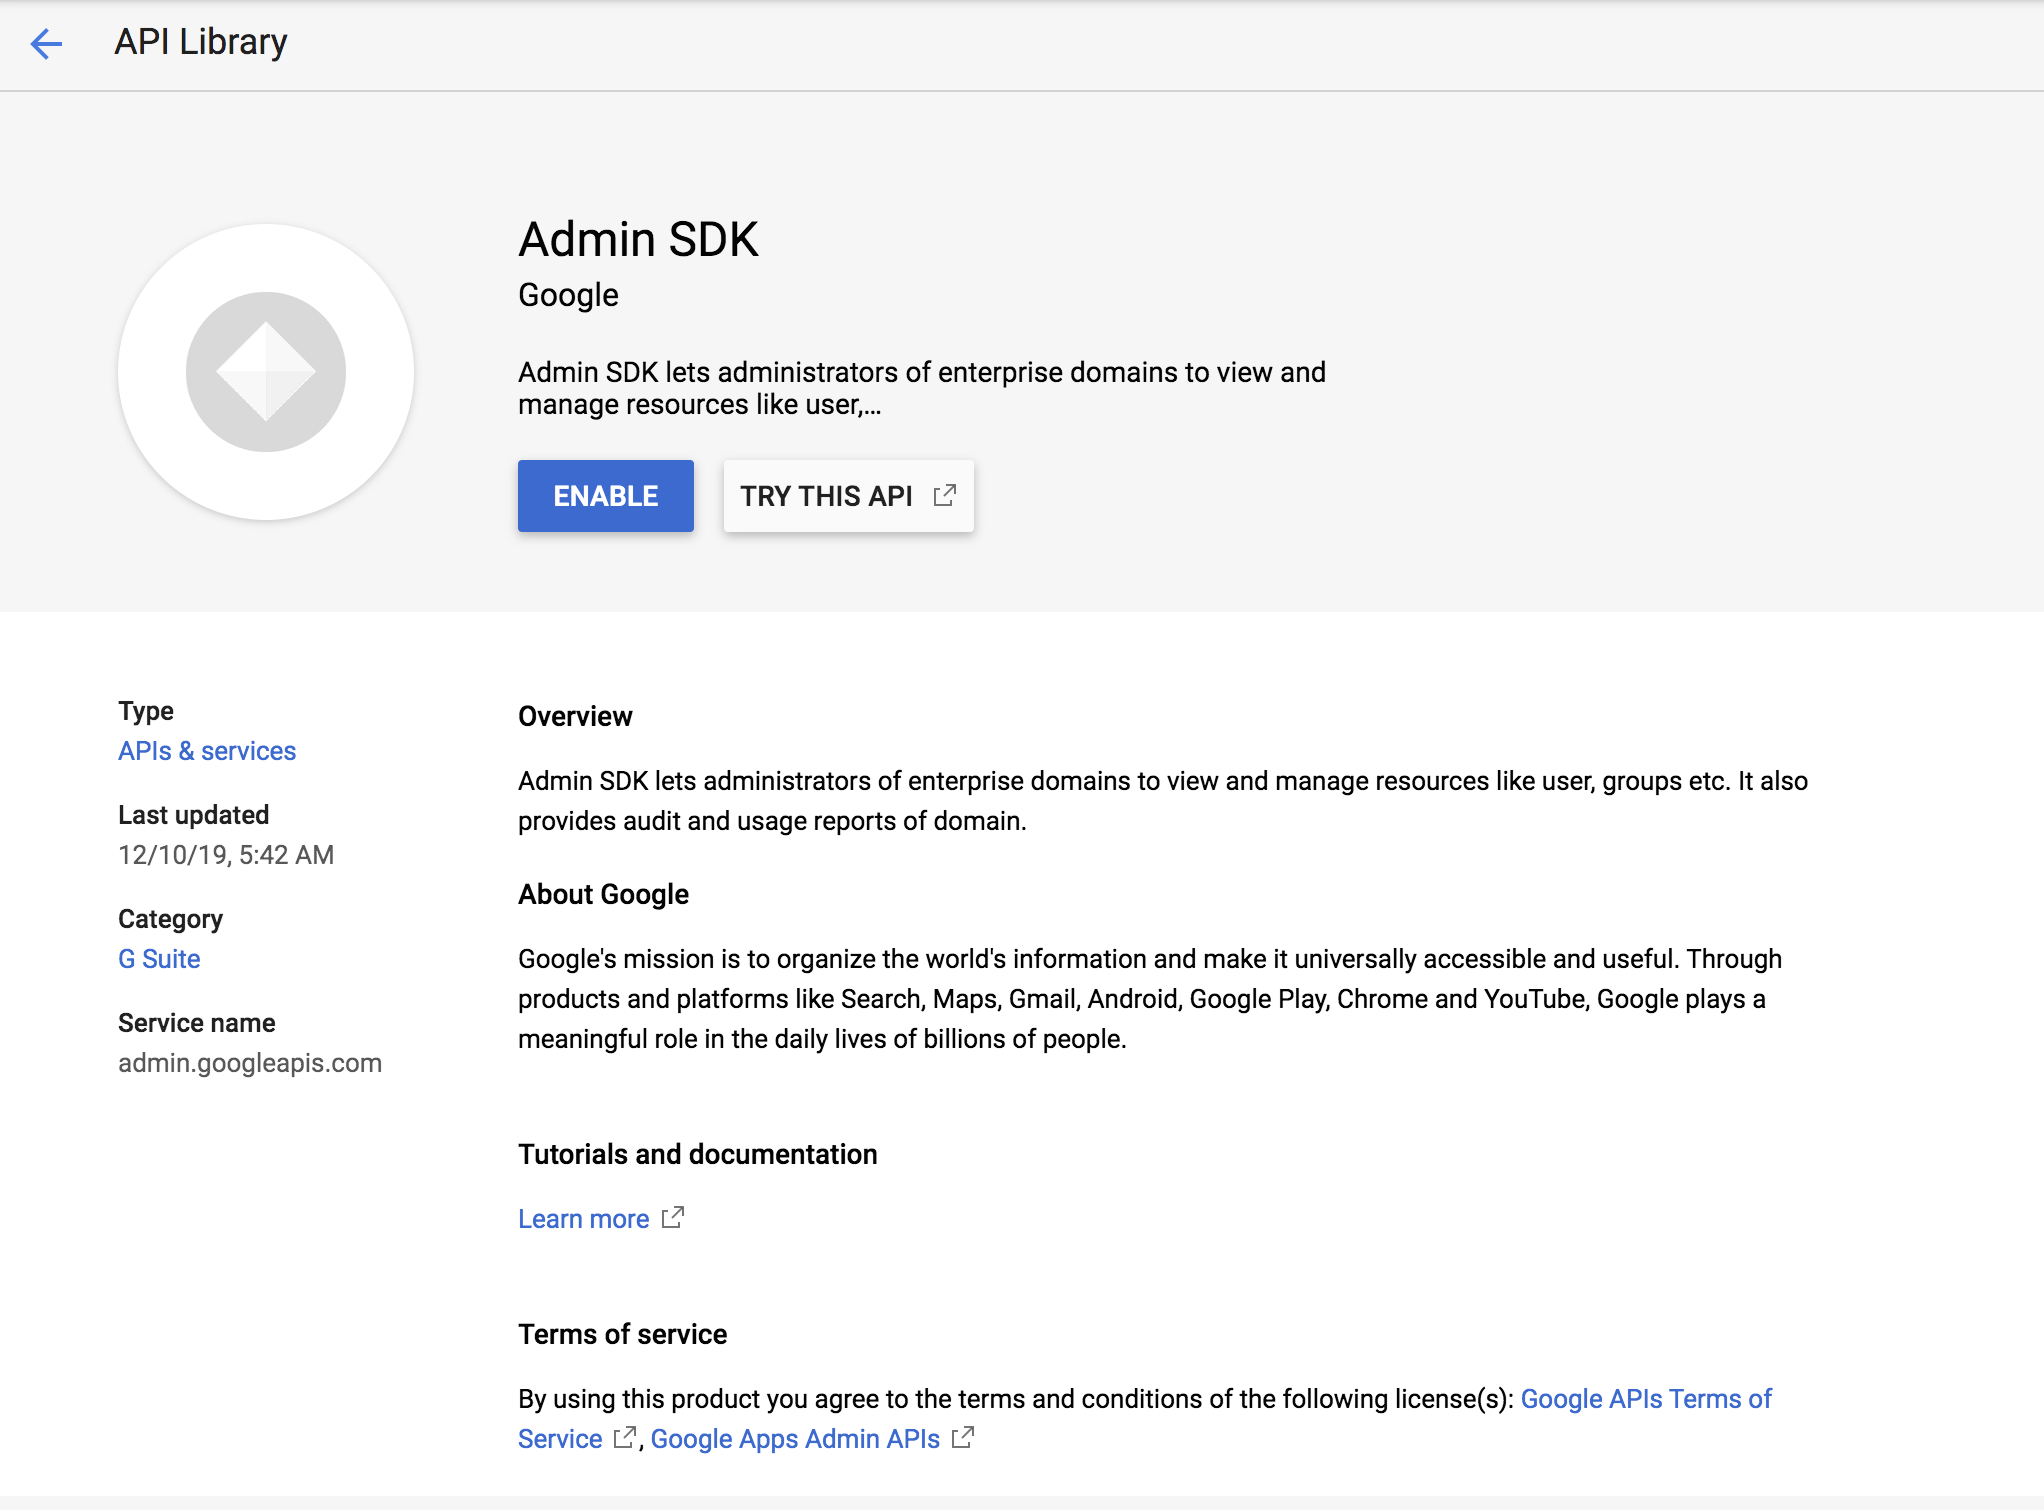 API Library
Admin SDK
Google
Admin SDK lets administrators of enterprise domains to view and
manage resources like user,...
ENABLE
TRY THIS API
Type
APIs & services
Last updated
12/10/19, 5:42 AM
Category
G Suite
Service name
admin.googleapis.com
Overview
Admin SDK lets administrators of enterprise domains to view and manage resources like user, groups etc. It also
provides audit and usage reports of domain.
About Google
Google's mission is to organize the world's information and make it universally accessible and useful. Through
products and platforms like Search, Maps, Gmail, Android, Google Play, Chrome and YouTube, Google plays a
meaningful role in the daily lives of billions of people.
Tutorials and documentation
Learn more
Terms of service
By using this product you agree to the terms and conditions of the following license(s): Google APIs Terms of
Service , Google Apps Admin APIs